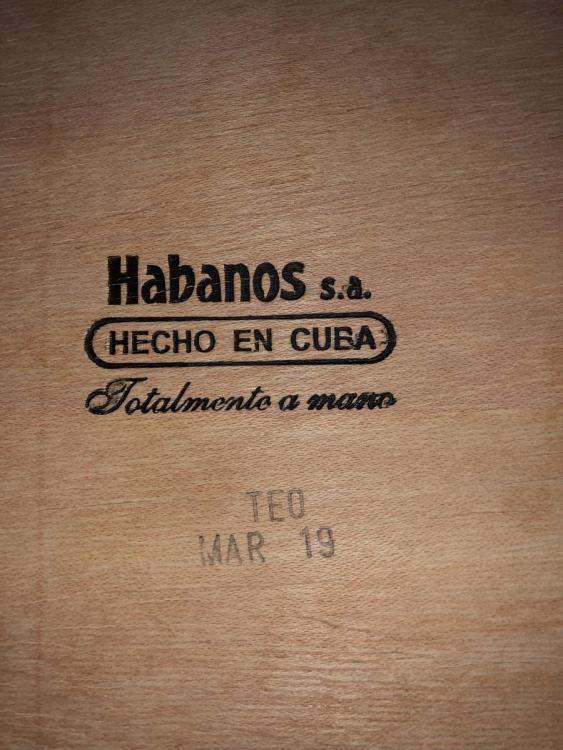 Habanos s.a.
HECHO EN CUBA
Totalmente a mano
TEO
MAR 19